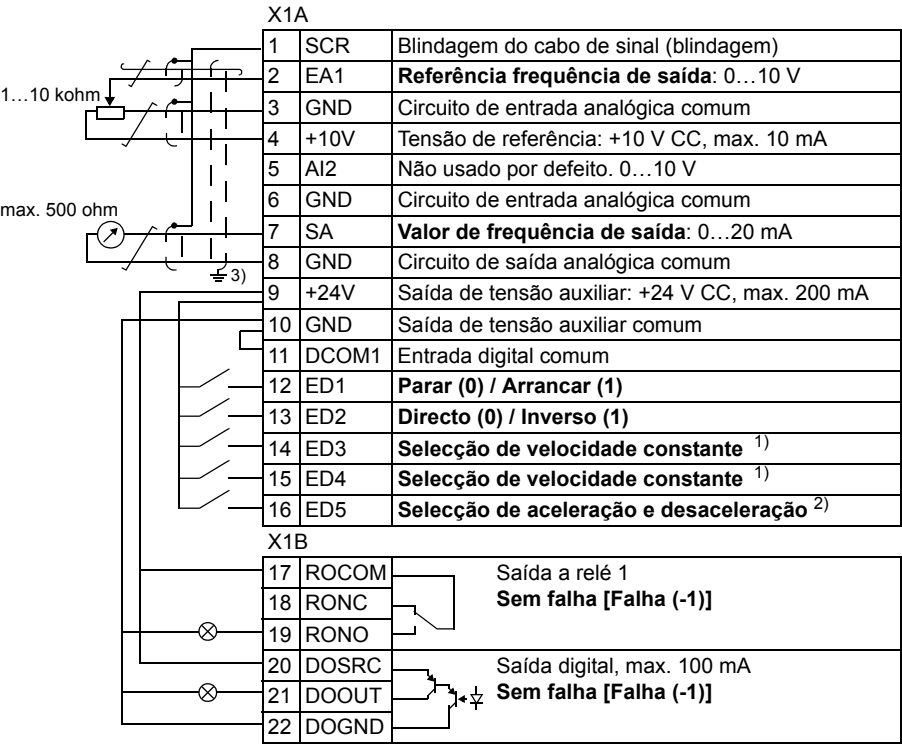 X1A
1 SCR Blindagem do cabo de sinal (blindagem)
2 EA1 Referência frequência de saída: 0…10 V
1…10 kohm
3 GND Circuito de entrada analógica comum
4 +10V Tensão de referência: +10 V CC, max. 10 mA
5 AI2 Não usado por defeito. 0…10 V
6 GND Circuito de entrada analógica comum
max. 500 ohm
7 SA Valor de frequência de saída: 0…20 mA
8 GND Circuito de saída analógica comum
3)
9 +24V Saída de tensão auxiliar: +24 V CC, max. 200 mA
10 GND Saída de tensão auxiliar comum
11 DCOM1 Entrada digital comum
12 ED1 Parar (0) / Arrancar (1)
13 ED2 Directo (0) / Inverso (1)
14 ED3 Selecção de velocidade constante 1)
15 ED4 Selecção de velocidade constante 1)
16 ED5 Selecção de aceleração e desaceleração 2)
X1B
17 ROCOM Saída a relé 1
18 RONC Sem falha [Falha (-1)]
19 RONO
20 DOSRC Saída digital, max. 100 mA
21 DOOUT Sem falha [Falha (-1)]
22 DOGND